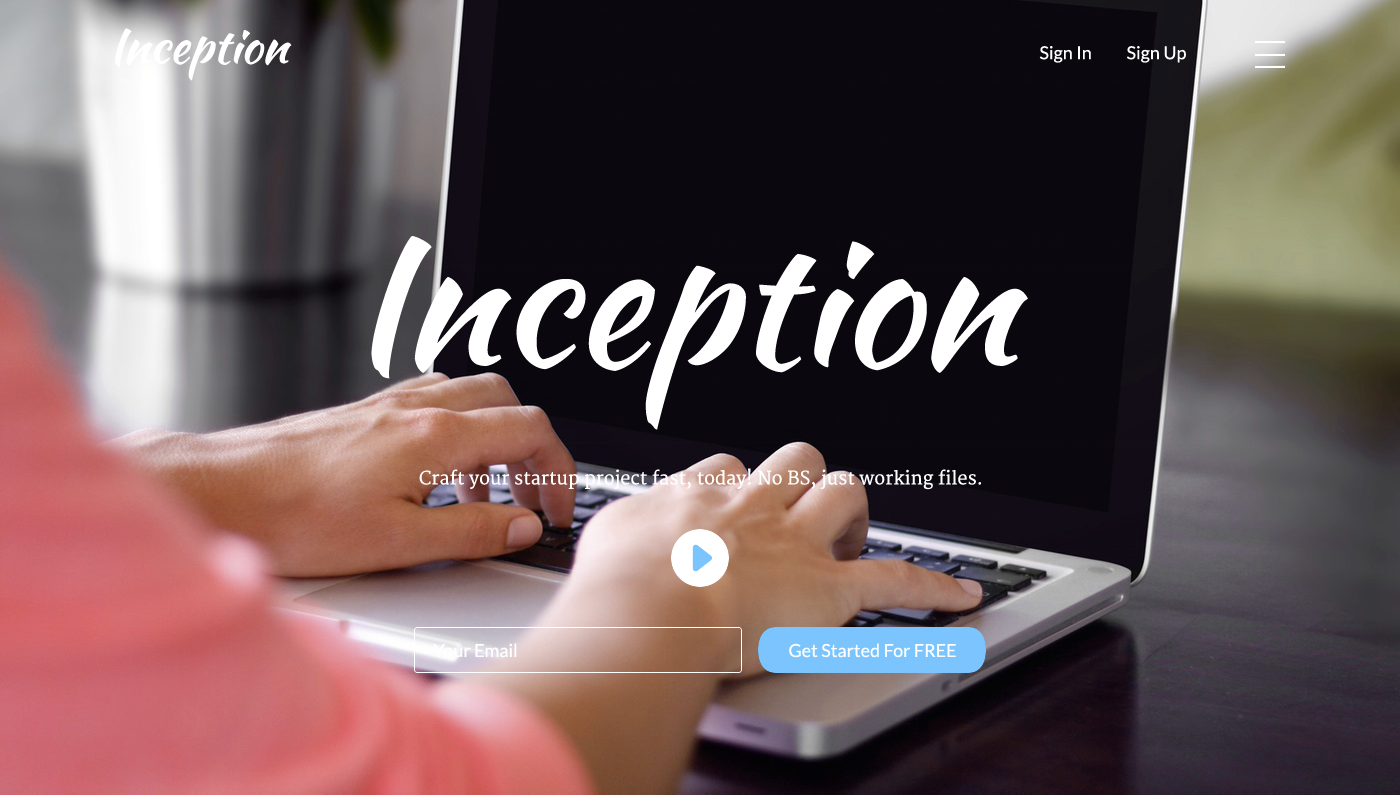 Inception
Sign In
Sign Up
Inception
Craft your startup project fast, today! No BS, just working files.
Your Email
Get Started For FREE